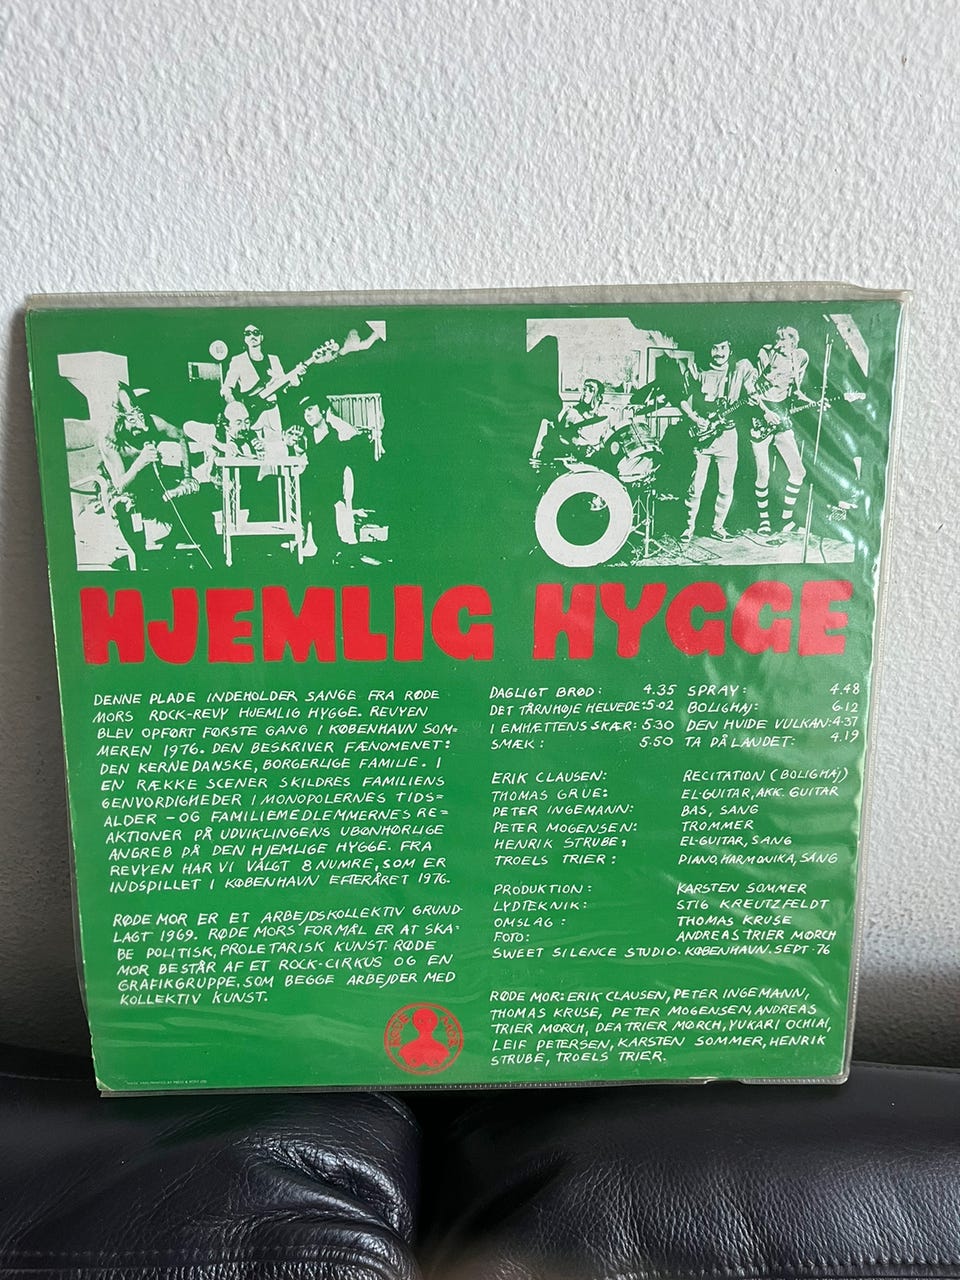 HJEMLIG HYGGE
DENNE PLADE INDEHOLDER SANGE FRA RØDE
MORS ROCK-REVY HJEMLIG HYGGE. REVYEN
BLEV OPFØRT FØRSTE GANG I KØBENHAVN SOM=
MEREN 1976. DEN BESKRIVER FÆNOMENET:
DEN KERNEDANSKE, BORGERLIGE FAMILIE. I
EN RÆKKE SCENER SKILDRES FAMILIENS
GENVORDIGHEDER I MONOPOLERNES TIDS=
ALDER - OG FAMILIEMEDLEMMERNES RE=
AKTIONER PÅ UDVIKLINGENS UBØNHØRLIGE
ANGREB PÅ DEN HJEMLIGE HYGGE. FRA
REVYEN HAR VI VALGT 8 NUMRE, SOM ER
INDSPILLET I KØBENHAVN EFTERÅRET 1976.
RØDE MOR ER ET ARBEJDSKOLLEKTIV GRUND-
LAGT 1969. RØDE MORS FORMÅL ER AT SKA-
BE POLITISK, PROLETARISK KUNST. RØDE
MOR BESTÅR AF ET ROCK-CIRKUS OG EN
GRAFIKGRUPPE, SOM BEGGE ARBEJDER MED
KOLLEKTIV KUNST.
RØDE MOR
DAGLIGT BRØD: 4.35 SPRAY: 4.48
DET TÅRNHØJE HELVEDE: 5.02 BOLIGHAJ: 6.12
I EMHÆTTENS SKÆR: 5.30 DEN HVIDE VULKAN: 4.37
SMÆK: 5.50 TA PÅ LANDET: 4.19
ERIK CLAUSEN: RECITATION (BOLIGHAJ)
THOMAS GRUE: EL-GUITAR, AKK. GUITAR
PETER INGEMANN: BAS, SANG
PETER MOGENSEN: TROMMER
HENRIK STRUBE: EL-GUITAR, SANG
TROELS TRIER: PIANO, HARMONIKA, SANG
PRODUKTION: KARSTEN SOMMER
LYDTEKNIK: STIG KREUTZFELDT
OMSLAG: THOMAS KRUSE
FOTO: ANDREAS TRIER MØRCH
SWEET SILENCE STUDIO. KØBENHAVN. SEPT-76
RØDE MOR: ERIK CLAUSEN, PETER INGEMANN,
THOMAS KRUSE, PETER MOGENSEN, ANDREAS
TRIER MØRCH, DEA TRIER MØRCH, YUKARI OCHIAI,
LEIF PETERSEN, KARSTEN SOMMER, HENRIK
STRUBE, TROELS TRIER.